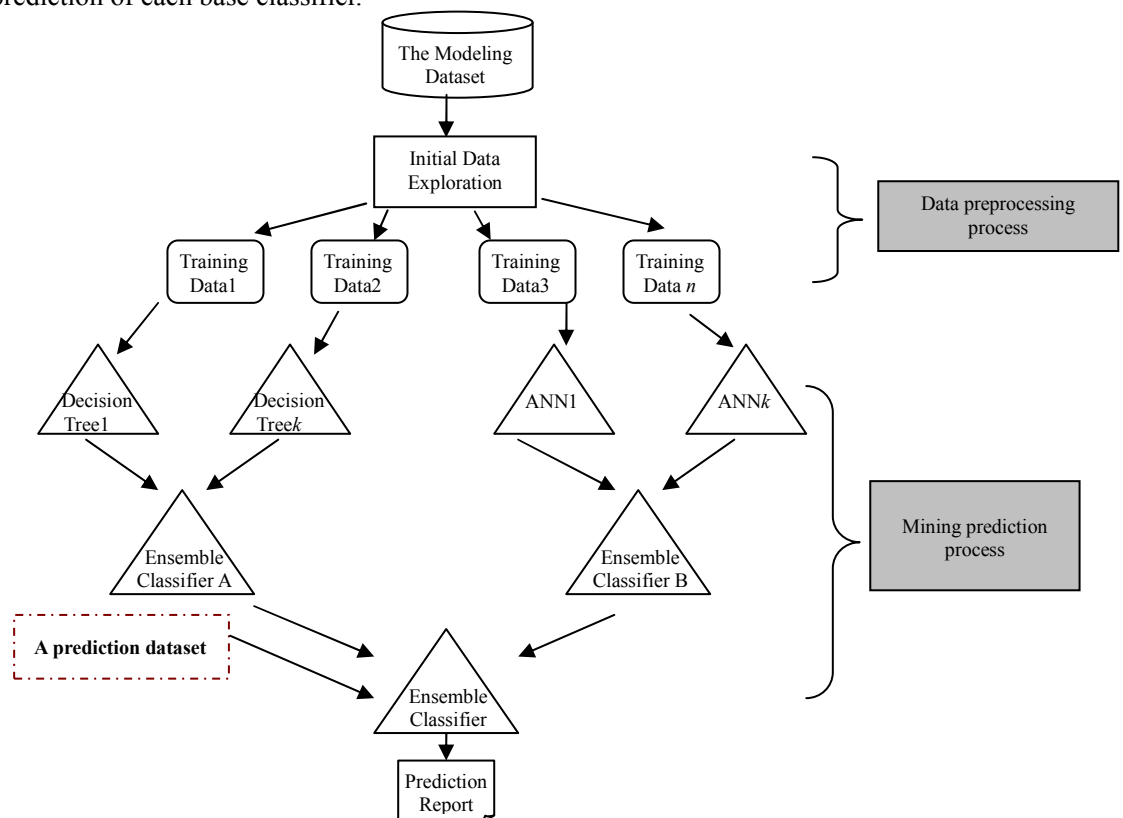 prediction of each base classifier.
The Modeling
Dataset
Initial Data
Exploration
Data preprocessing
process
Training
Data1
Training
Data2
Training
Data3
Training
Data n
Decision
Tree1
Decision
Treek
ANN1
ANNk
Mining prediction
process
Ensemble
Classifier A
Ensemble
Classifier B
A prediction dataset
Ensemble
Classifier
Prediction
Report